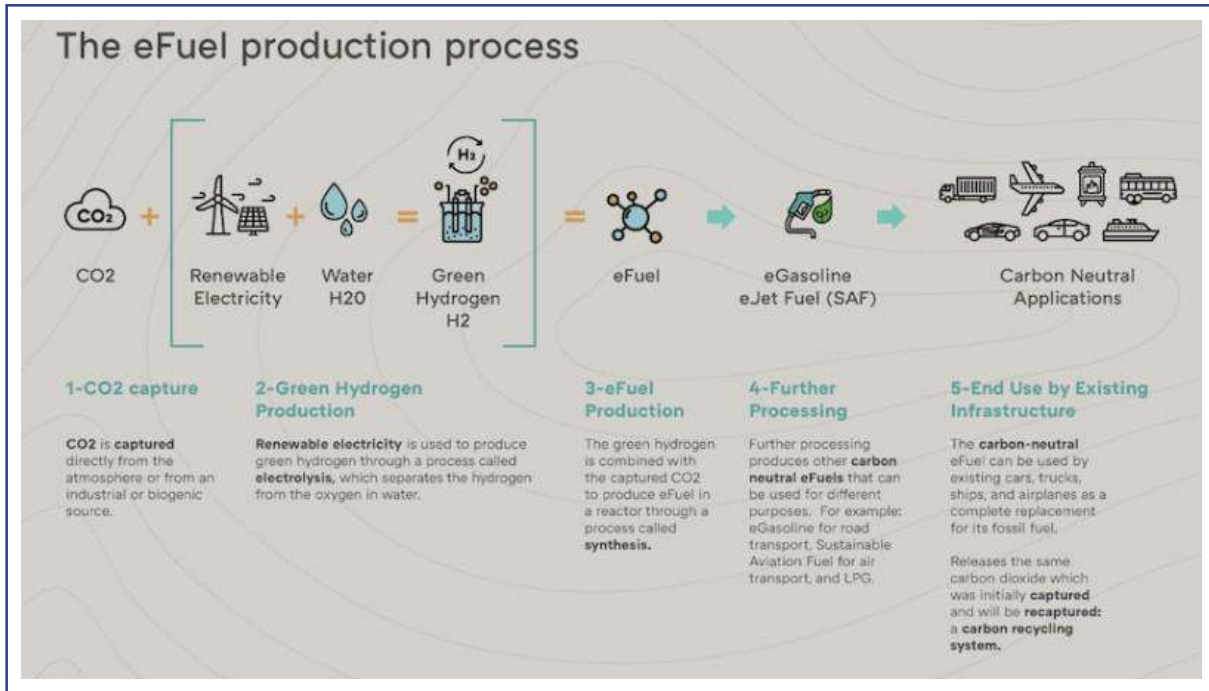 The eFuel production process
H2
CO2
CO2
Renewable
Electricity
Water
H20
Green
Hydrogen
H2
eFuel
eGasoline
eJet Fuel (SAF)
Carbon Neutral
Applications
1-CO2 capture
CO2 is captured
directly from the
atmosphere or from an
industrial or biogenic
source.
2-Green Hydrogen
Production
Renewable electricity is used to produce
green hydrogen through a process called
electrolysis, which separates the hydrogen
from the oxygen in water.
3-eFuel
Production
The green hydrogen
is combined with
the captured CO2
to produce eFuel in
a reactor through a
process called
synthesis.
4-Further
Processing
Further processing
produces other carbon
neutral eFuels that can
be used for different
purposes. For example:
eGasoline for road
transport, Sustainable
Aviation Fuel for air
transport, and LPG.
5-End Use by Existing
Infrastructure
The carbon-neutral
eFuel can be used by
existing cars, trucks,
ships, and airplanes as a
complete replacement
for its fossil fuel.
Releases the same
carbon dioxide which
was initially captured
and will be recaptured:
a carbon recycling
system.